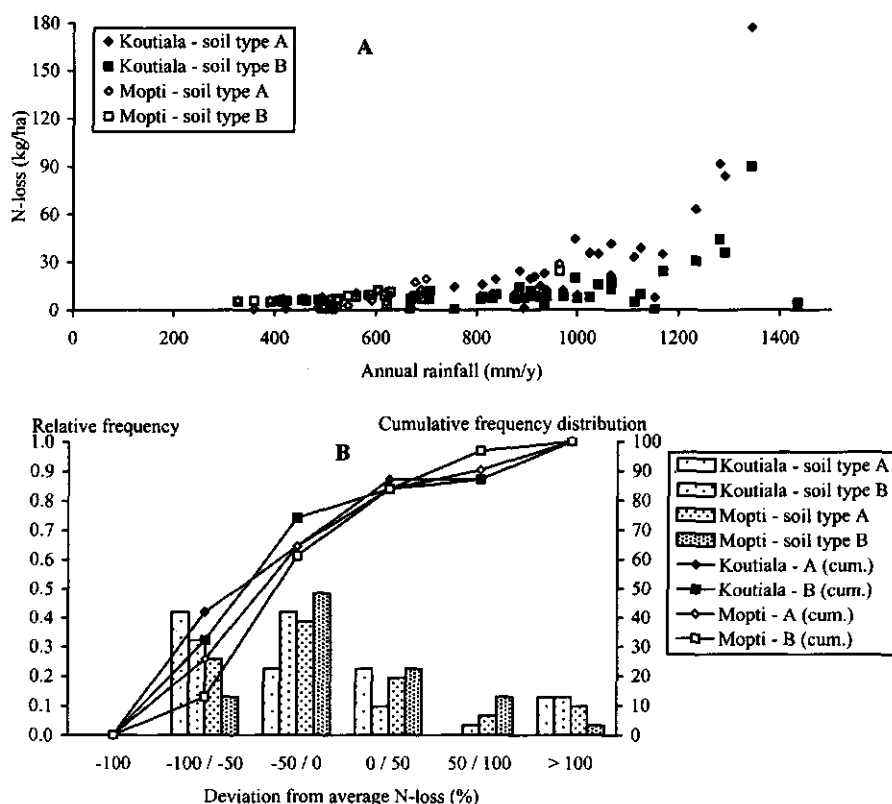 A
Koutiala - soil type A
Koutiala - soil type B
Mopti - soil type A
Mopti - soil type B
N-loss (kg/ha)
180
150
120
90
60
30
0
0 200 400 600 800 1000 1200 1400
Annual rainfall (mm/y)
Relative frequency
Cumulative frequency distribution
B
1.0
0.9
0.8
0.7
0.6
0.5
0.4
0.3
0.2
0.1
0.0
100
90
80
70
60
50
40
30
20
10
0
Koutiala - soil type A
Koutiala - soil type B
Mopti - soil type A
Mopti - soil type B
Koutiala - A (cum.)
Koutiala - B (cum.)
Mopti - A (cum.)
Mopti - B (cum.)
-100 -100 / -50 -50 / 0 0 / 50 50 / 100 > 100
Deviation from average N-loss (%)